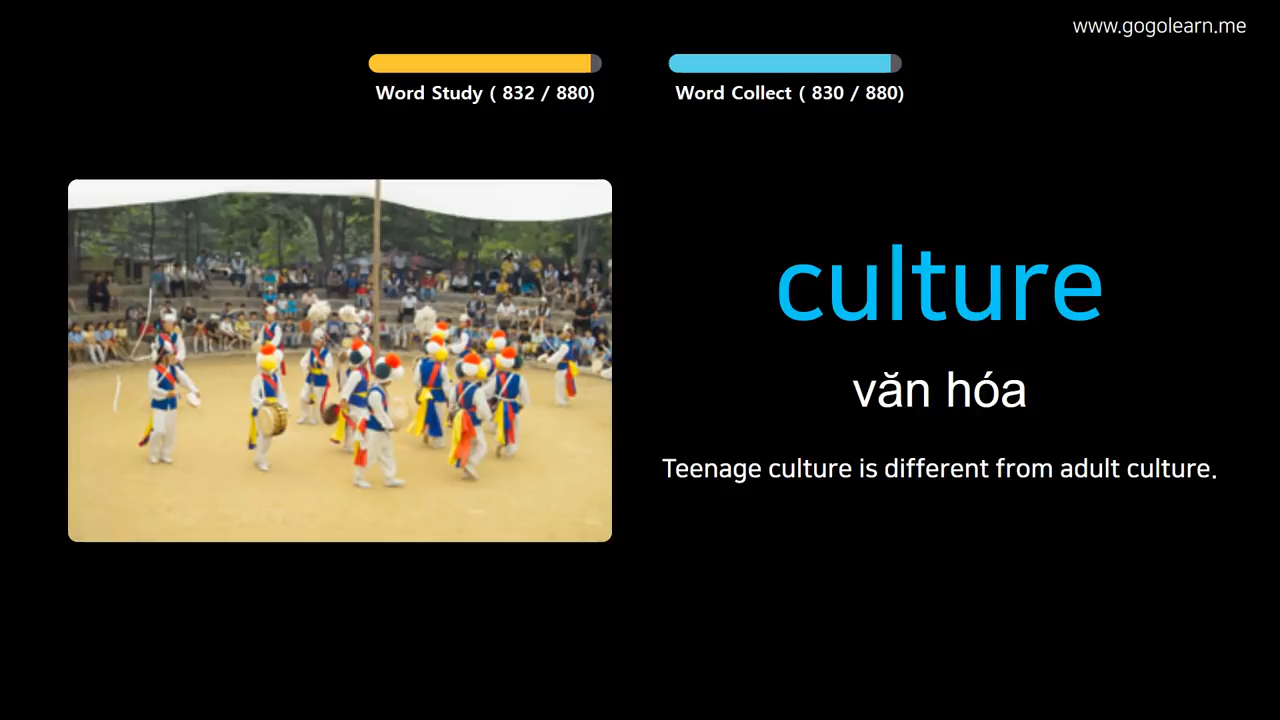 www.gogolearn.me
Word Study ( 832 / 880)
Word Collect ( 830 / 880)
culture
văn hóa
Teenage culture is different from adult culture.